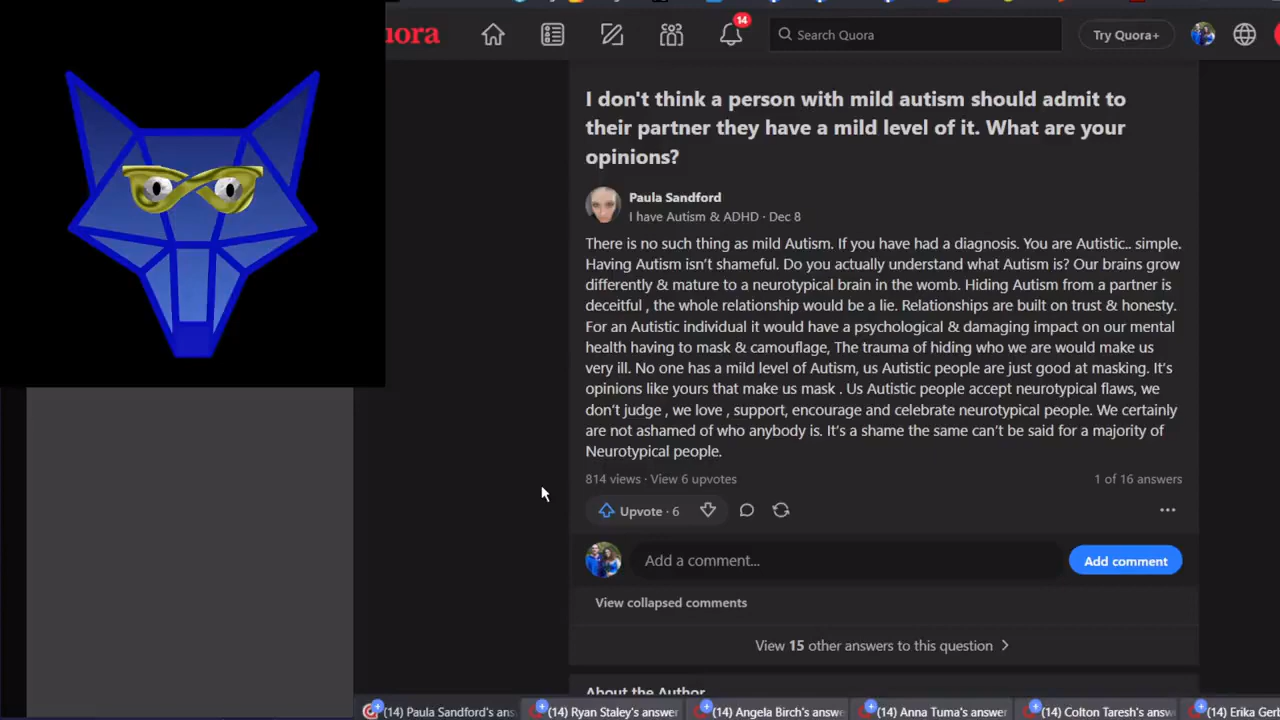 uora
14
Search Quora
Try Quora+
I don't think a person with mild autism should admit to
their partner they have a mild level of it. What are your
opinions?
Paula Sandford
I have Autism & ADHD · Dec 8
There is no such thing as mild Autism. If you have had a diagnosis. You are Autistic.. simple.
Having Autism isn't shameful. Do you actually understand what Autism is? Our brains grow
differently & mature to a neurotypical brain in the womb. Hiding Autism from a partner is
deceitful , the whole relationship would be a lie. Relationships are built on trust & honesty.
For an Autistic individual it would have a psychological & damaging impact on our mental
health having to mask & camouflage, The trauma of hiding who we are would make us
very ill. No one has a mild level of Autism, us Autistic people are just good at masking. It's
opinions like yours that make us mask . Us Autistic people accept neurotypical flaws, we
don't judge , we love , support, encourage and celebrate neurotypical people. We certainly
are not ashamed of who anybody is. It's a shame the same can't be said for a majority of
Neurotypical people.
814 views · View 6 upvotes
1 of 16 answers
Upvote · 6
Add a comment...
Add comment
View collapsed comments
View 15 other answers to this question
About the Author
(14) Paula Sandford's ans
(14) Ryan Staley's answer
(14) Angela Birch's answ
(14) Anna Tuma's answer
(14) Colton Taresh's answ
(14) Erika Ger